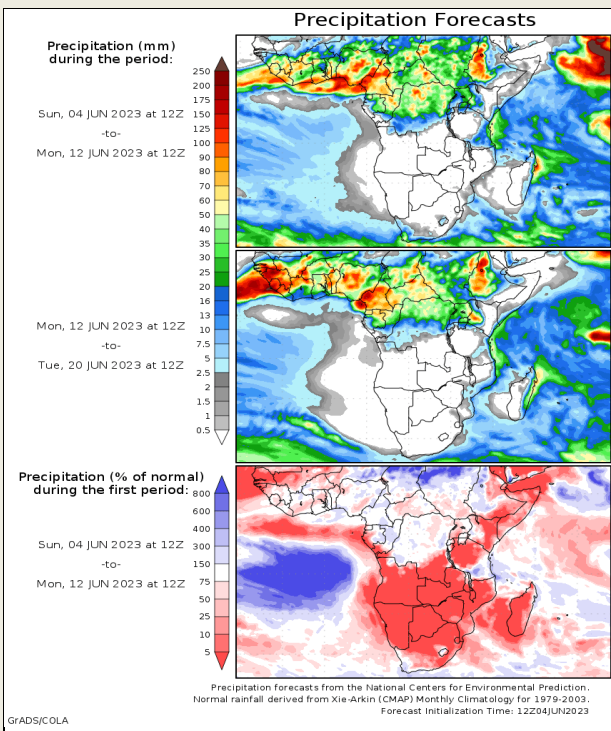 Precipitation Forecasts
Precipitation (mm)
during the period:
Sun, 04 JUN 2023 at 12Z
-to-
Mon, 12 JUN 2023 at 12Z
250
200
175
150
125
100
90
80
70
60
50
40
35
30
25
20
16
13
10
7.5
5
2.5
2
1.5
1
0.5
Mon, 12 JUN 2023 at 12Z
-to-
Tue, 20 JUN 2023 at 12Z
Precipitation (% of normal)
during the first period:
Sun, 04 JUN 2023 at 12Z
-to-
Mon, 12 JUN 2023 at 12Z
800
600
400
300
150
75
50
25
10
5
Precipitation forecasts from the National Centers for Environmental Prediction.
Normal rainfall derived from Xie-Arkin (CMAP) Monthly Climatology for 1979-2003.
Forecast Initialization Time: 12Z04JUN2023
GrADS/COLA